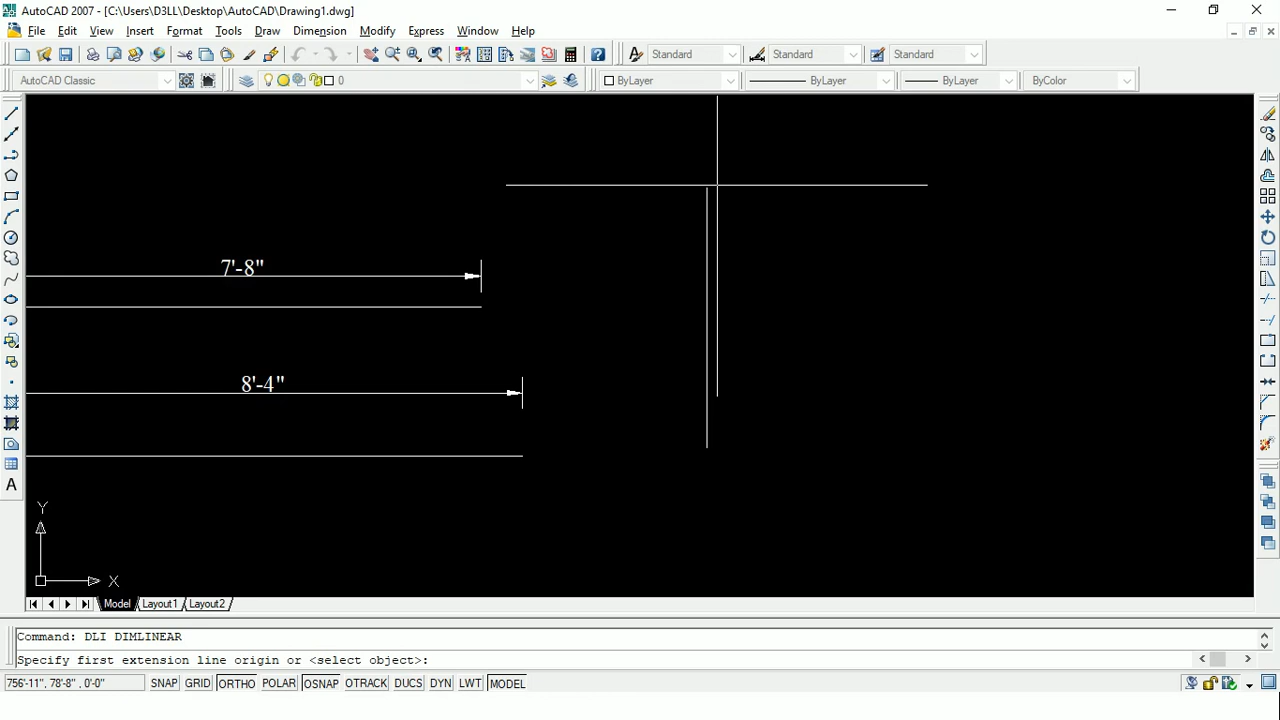 AutoCAD 2007 - [C:\Users\D3LL\Desktop\AutoCAD\Drawing1.dwg]
File Edit View Insert Format Tools Draw Dimension Modify Express Window Help
Standard Standard Standard
AutoCAD Classic 0 ByLayer ByLayer ByLayer ByColor
7'-8"
8'-4"
Y
X
Model Layout1 Layout2
Command: DLI DIMLINEAR
Specify first extension line origin or <select object>:
756'-11", 78'-8" , 0'-0" SNAP GRID ORTHO POLAR OSNAP OTRACK DUCS DYN LWT MODEL